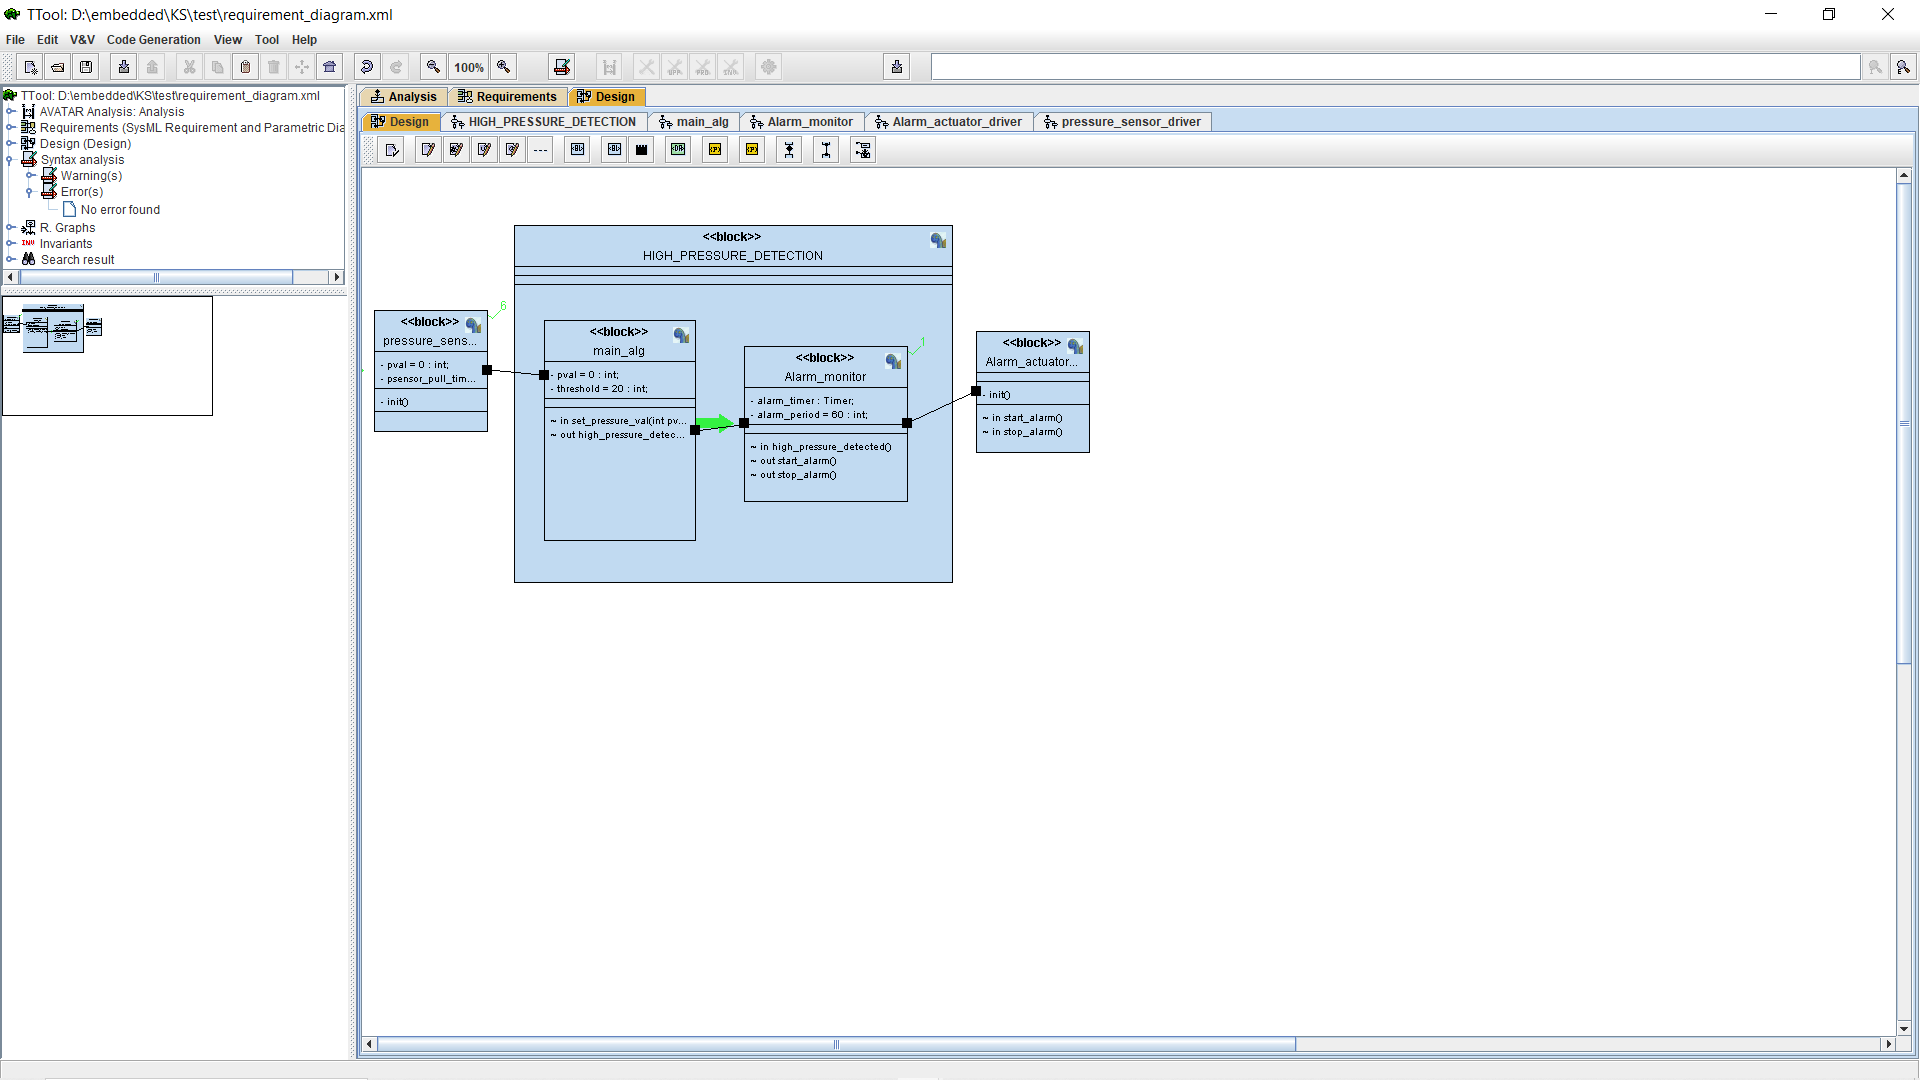 TTool: D:\embedded\KS\test\requirement_diagram.xml
File Edit V&V Code Generation View Tool Help
100%
TTool: D:\embedded\KS\test\requirement_diagram.xml
AVATAR Analysis: Analysis
Requirements (SysML Requirement and Parametric Dia
Design (Design)
Syntax analysis
Warning(s)
Error(s)
No error found
R. Graphs
Invariants
Search result
Analysis Requirements Design
Design HIGH_PRESSURE_DETECTION main_alg Alarm_monitor Alarm_actuator_driver pressure_sensor_driver
<<block>>
HIGH_PRESSURE_DETECTION
6
<<block>>
pressure_sens...
- pval = 0 : int;
- psensor_pull_tim...
- init()
<<block>>
main_alg
- pval = 0 : int;
- threshold = 20 : int;
~ in set_pressure_val(int pv...
~ out high_pressure_detec...
1
<<block>>
Alarm_monitor
- alarm_timer : Timer;
- alarm_period = 60 : int;
~ in high_pressure_detected()
~ out start_alarm()
~ out stop_alarm()
<<block>>
Alarm_actuator...
- init()
~ in start_alarm()
~ in stop_alarm()